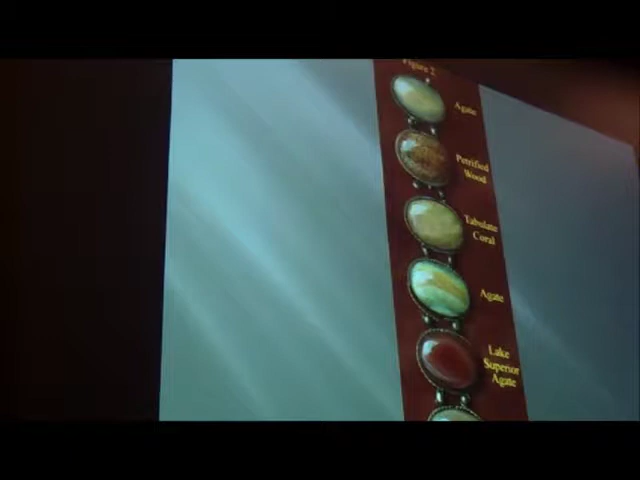 Figure 2
Agate
Petrified
Wood
Tabulate
Coral
Agate
Lake
Superior
Agate